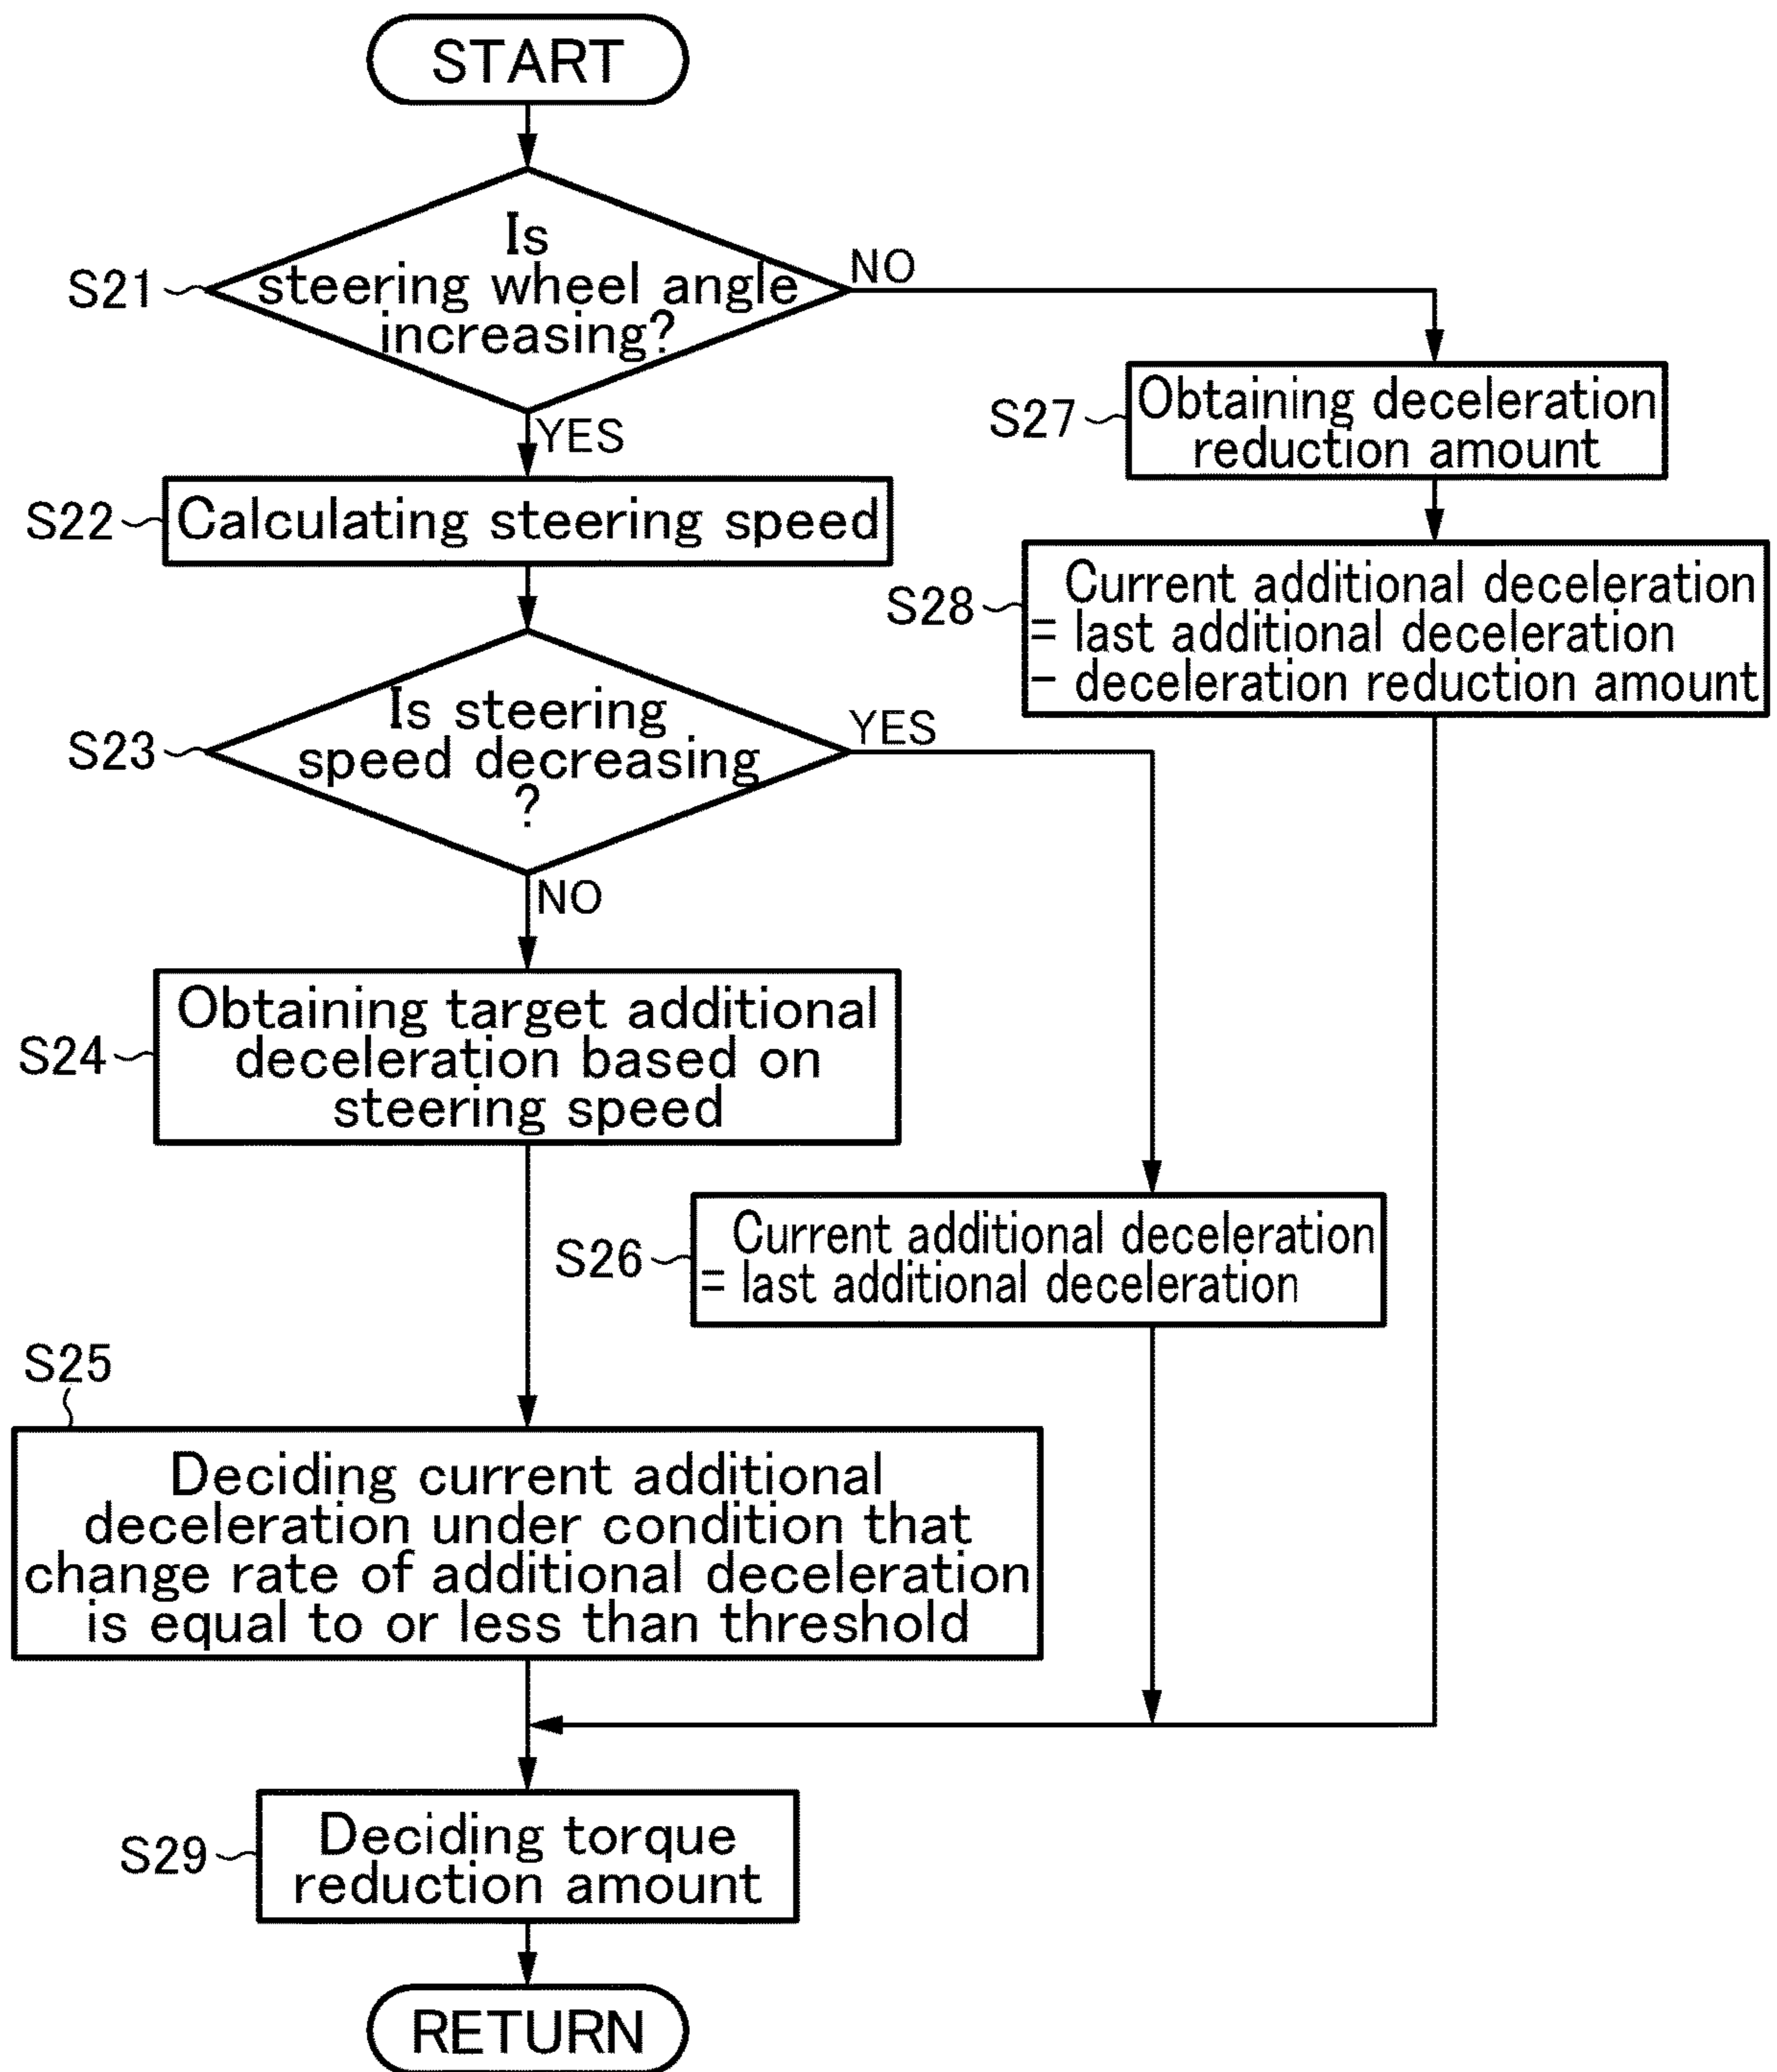 START
S21
Is
steering wheel angle
increasing?
NO
YES
S27
Obtaining deceleration
reduction amount
S22
Calculating steering speed
S28
Current additional deceleration
= last additional deceleration
− deceleration reduction amount
S23
Is steering
speed decreasing
?
YES
NO
S24
Obtaining target additional
deceleration based on
steering speed
S26
Current additional deceleration
= last additional deceleration
S25
Deciding current additional
deceleration under condition that
change rate of additional deceleration
is equal to or less than threshold
S29
Deciding torque
reduction amount
RETURN